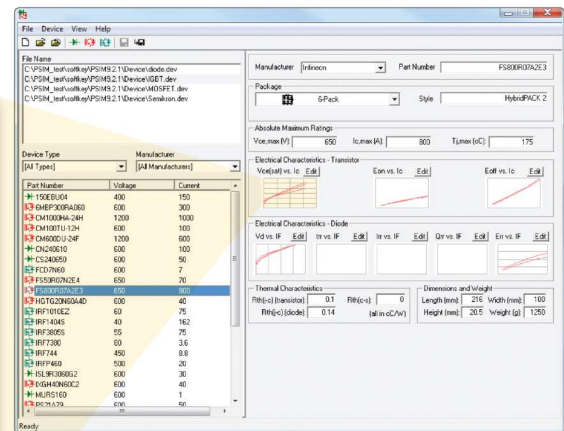 File Device View Help
File Name
C:\PSIM_test\softkey\PSIM9.2.1\Device\diode.dev
C:\PSIM_test\softkey\PSIM9.2.1\Device\IGBT.dev
C:\PSIM_test\softkey\PSIM9.2.1\Device\MOSFET.dev
C:\PSIM_test\softkey\PSIM9.2.1\Device\Semikron.dev
Device Type Manufacturer
[All Types] [All Manufacturers]
Part Number Voltage Current
150EBU04 400 150
6MBP300RA060 600 300
CM1000HA-24H 1200 1000
CM100TU-12H 600 100
CM600DU-24F 1200 600
CN240610 600 100
CS240650 600 50
FCD7N60 600 7
FS50R07N2E4 650 70
FS800R07A2E3 650 800
HGTG20N60A4D 600 40
IRF1010EZ 60 75
IRF1404S 40 162
IRF3805S 55 75
IRF7380 80 3.6
IRF744 450 8.8
IRFP460 500 20
ISL9R3060G2 600 30
IXGH40N60C2 600 40
MURS160 600 1
PS21A79 600 50
Ready
Manufacturer Infineon Part Number FS800R07A2E3
Package
6-Pack Style HybridPACK 2
Absolute Maximum Ratings
Vce,max (V): 650 Ic,max (A): 800 Tj,max (oC): 175
Electrical Characteristics - Transistor
Vce(sat) vs. Ic Edit Eon vs. Ic Edit Eoff vs. Ic Edit
Electrical Characteristics - Diode
Vd vs. IF Edit trr vs. IF Edit Irr vs. IF Edit Qrr vs. IF Edit Err vs. IF Edit
Thermal Characteristics
Rth(j-c) (transistor): 0.1 Rth(c-s): 0
Rth(j-c) (diode): 0.14 (all in oC/W)
Dimensions and Weight
Length (mm): 216 Width (mm): 100
Height (mm): 20.5 Weight (g): 1250